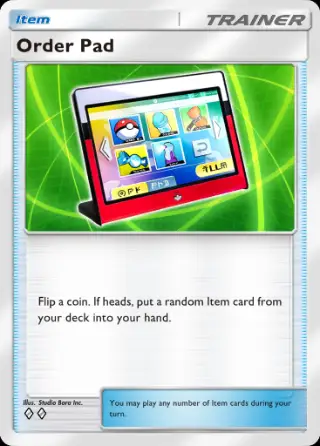 Item
TRAINER
Order Pad
Flip a coin. If heads, put a random Item card from
your deck into your hand.
Illus. Studio Bora Inc.
You may play any number of Item cards during your
turn.